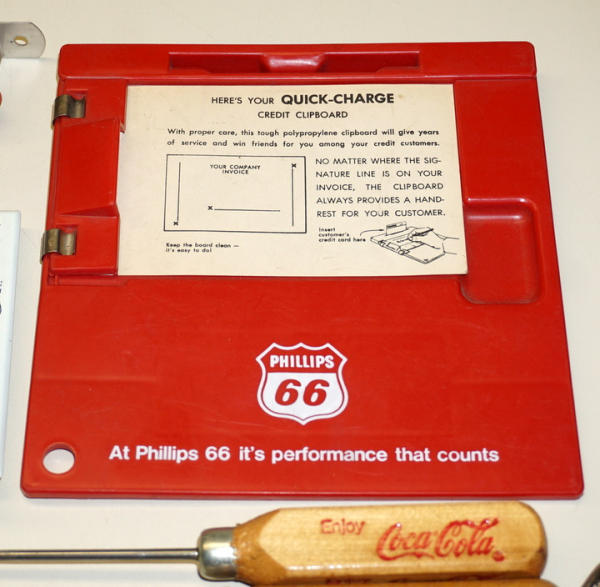 HERE'S YOUR QUICK-CHARGE
CREDIT CLIPBOARD
With proper care, this tough polypropylene clipboard will give years
of service and win friends for you among your credit customers.
YOUR COMPANY
INVOICE
x
x
x
Keep the board clean —
it's easy to do!
NO MATTER WHERE THE SIG-
NATURE LINE IS ON YOUR
INVOICE, THE CLIPBOARD
ALWAYS PROVIDES A HAND-
REST FOR YOUR CUSTOMER.
Insert
customer's
credit card here
PHILLIPS
66
At Phillips 66 it's performance that counts
Enjoy
Coca-Cola